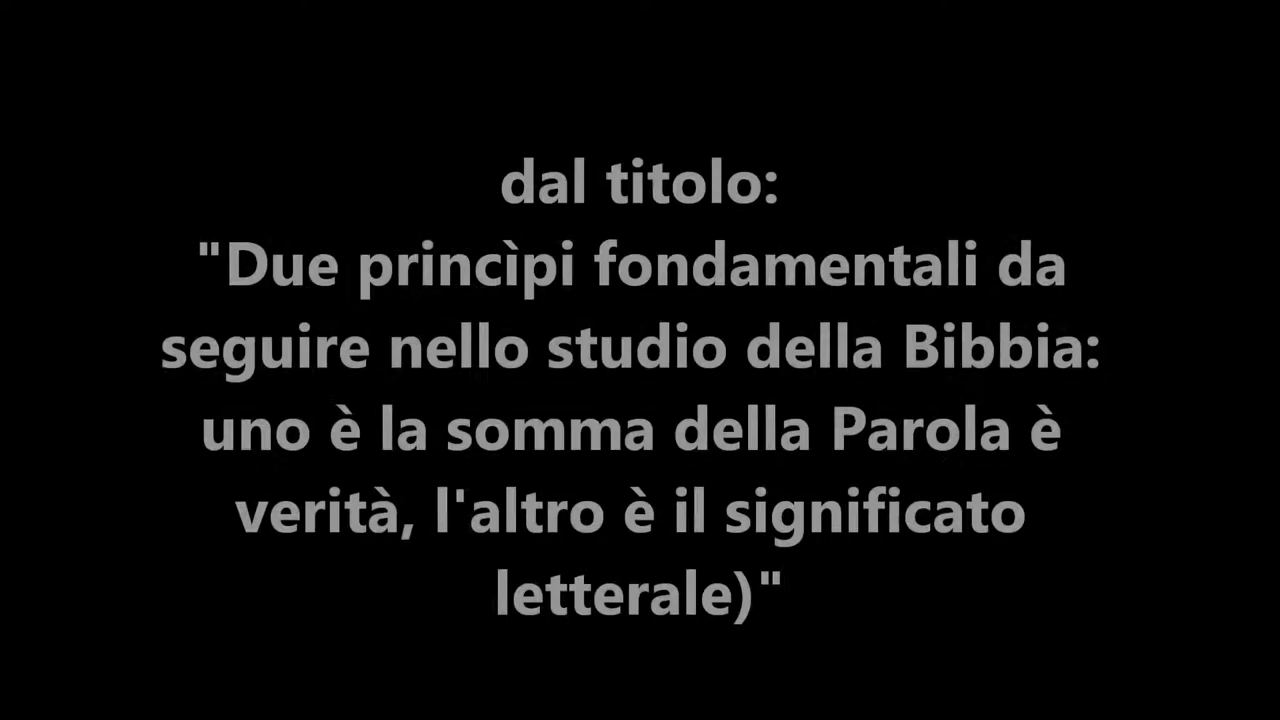 dal titolo:
"Due princìpi fondamentali da
seguire nello studio della Bibbia:
uno è la somma della Parola è
verità, l'altro è il significato
letterale)"